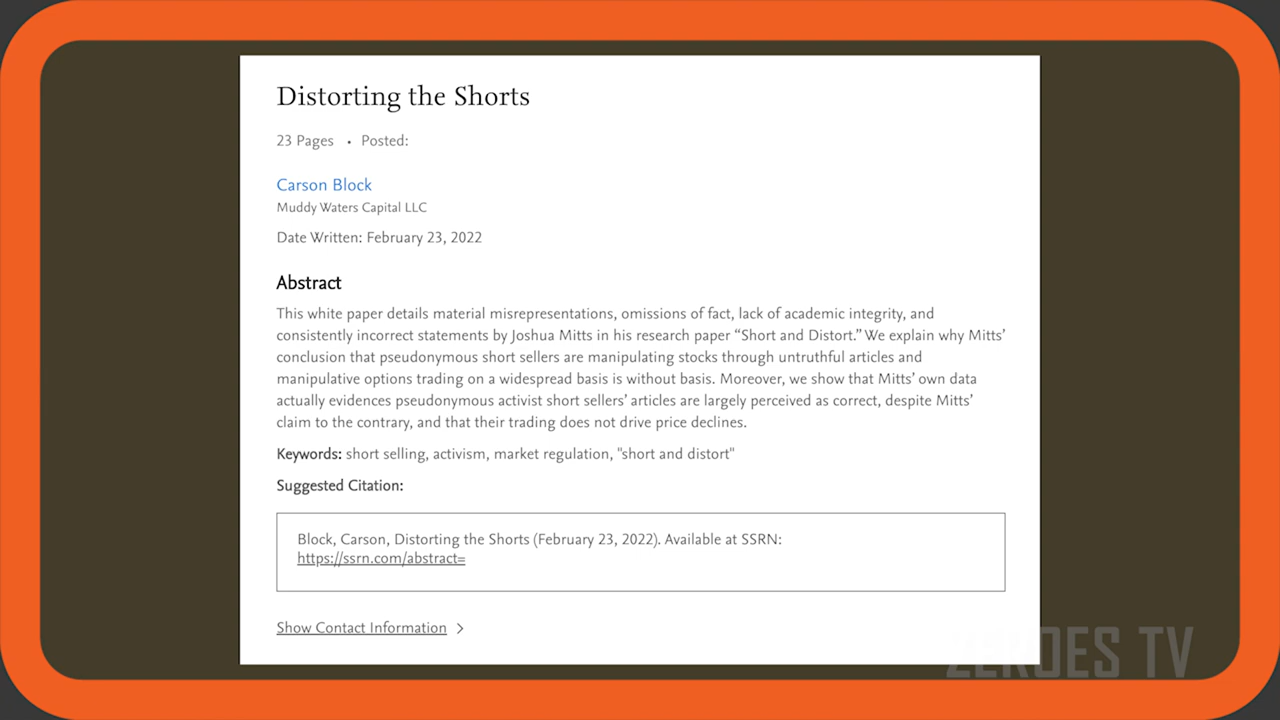 Distorting the Shorts
23 Pages • Posted:
Carson Block
Muddy Waters Capital LLC
Date Written: February 23, 2022
Abstract
This white paper details material misrepresentations, omissions of fact, lack of academic integrity, and
consistently incorrect statements by Joshua Mitts in his research paper “Short and Distort.” We explain why Mitts’
conclusion that pseudonymous short sellers are manipulating stocks through untruthful articles and
manipulative options trading on a widespread basis is without basis. Moreover, we show that Mitts’ own data
actually evidences pseudonymous activist short sellers’ articles are largely perceived as correct, despite Mitts’
claim to the contrary, and that their trading does not drive price declines.
Keywords: short selling, activism, market regulation, "short and distort"
Suggested Citation:
Block, Carson, Distorting the Shorts (February 23, 2022). Available at SSRN:
https://ssrn.com/abstract=
Show Contact Information >
ZEROES TV